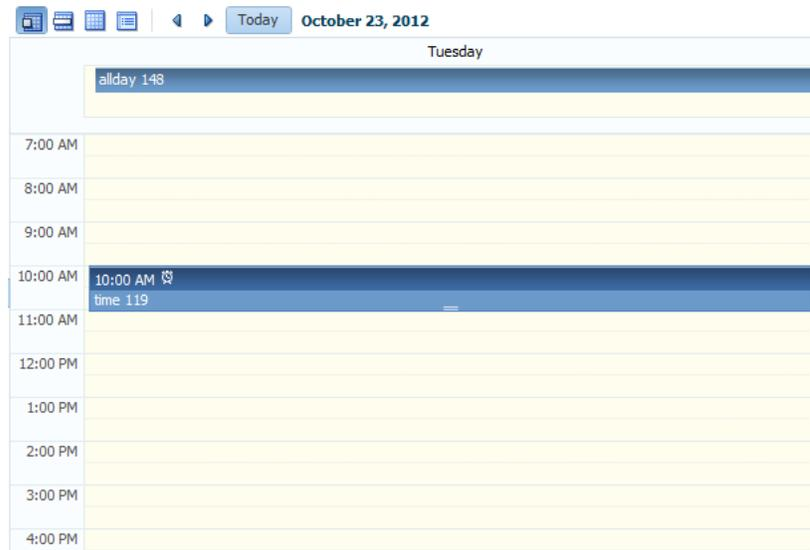 Today October 23, 2012
Tuesday
allday 148
7:00 AM
8:00 AM
9:00 AM
10:00 AM 10:00 AM
time 119
11:00 AM
12:00 PM
1:00 PM
2:00 PM
3:00 PM
4:00 PM